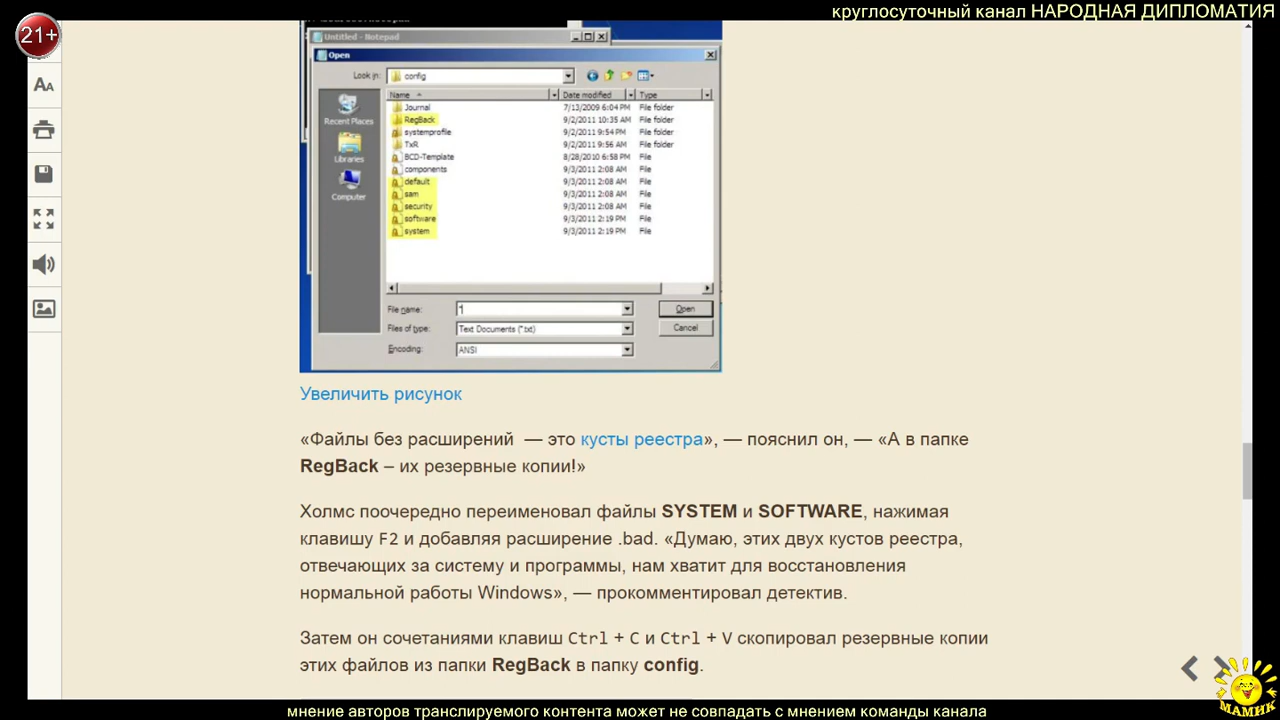 круглосуточный канал НАРОДНАЯ ДИПЛОМАТИЯ
21+
Untitled - Notepad
Open
Look in: config
Name Date modified Type
Journal 7/13/2009 6:04 PM File folder
RegBack 9/2/2011 10:35 AM File folder
systemprofile 9/2/2011 9:54 PM File folder
TxR 9/2/2011 9:56 AM File folder
BCD-Template 8/28/2010 6:58 PM File
components 9/3/2011 2:08 AM File
default 9/3/2011 2:08 AM File
sam 9/3/2011 2:08 AM File
security 9/3/2011 2:08 AM File
software 9/3/2011 2:19 PM File
system 9/3/2011 2:19 PM File
Recent Places
Libraries
Computer
File name: Open
Files of type: Text Documents (*.txt) Cancel
Encoding: ANSI
AA
Увеличить рисунок
«Файлы без расширений — это кусты реестра», — пояснил он, — «А в папке
RegBack – их резервные копии!»
Холмс поочередно переименовал файлы SYSTEM и SOFTWARE, нажимая
клавишу F2 и добавляя расширение .bad. «Думаю, этих двух кустов реестра,
отвечающих за систему и программы, нам хватит для восстановления
нормальной работы Windows», — прокомментировал детектив.
Затем он сочетаниями клавиш Ctrl + C и Ctrl + V скопировал резервные копии
этих файлов из папки RegBack в папку config.
МАМИК
мнение авторов транслируемого контента может не совпадать с мнением команды канала